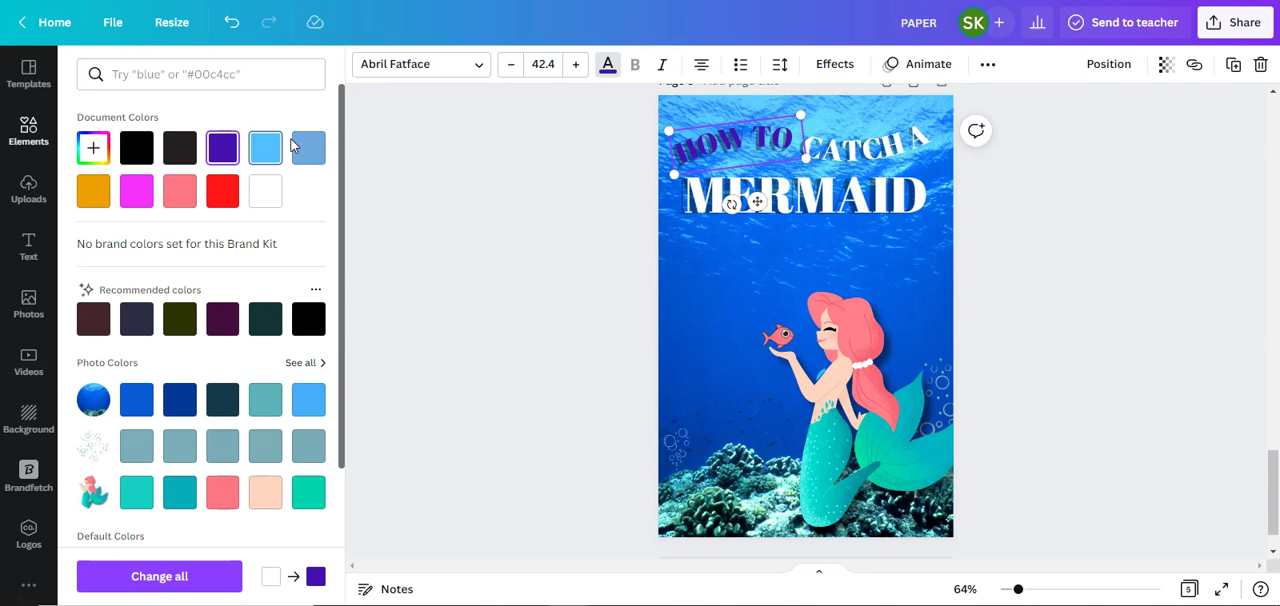 Home File Resize PAPER SK + Send to teacher Share
Templates
Elements
Uploads
Text
Photos
Videos
Background
B
Brandfetch
CO.
Logos
Try "blue" or "#00c4cc"
Document Colors
No brand colors set for this Brand Kit
Recommended colors
Photo Colors See all
Default Colors
Change all
Abril Fatface – 42.4 + A B I Effects Animate Position
HOW TO CATCH A
MERMAID
Notes 64% 5 ?